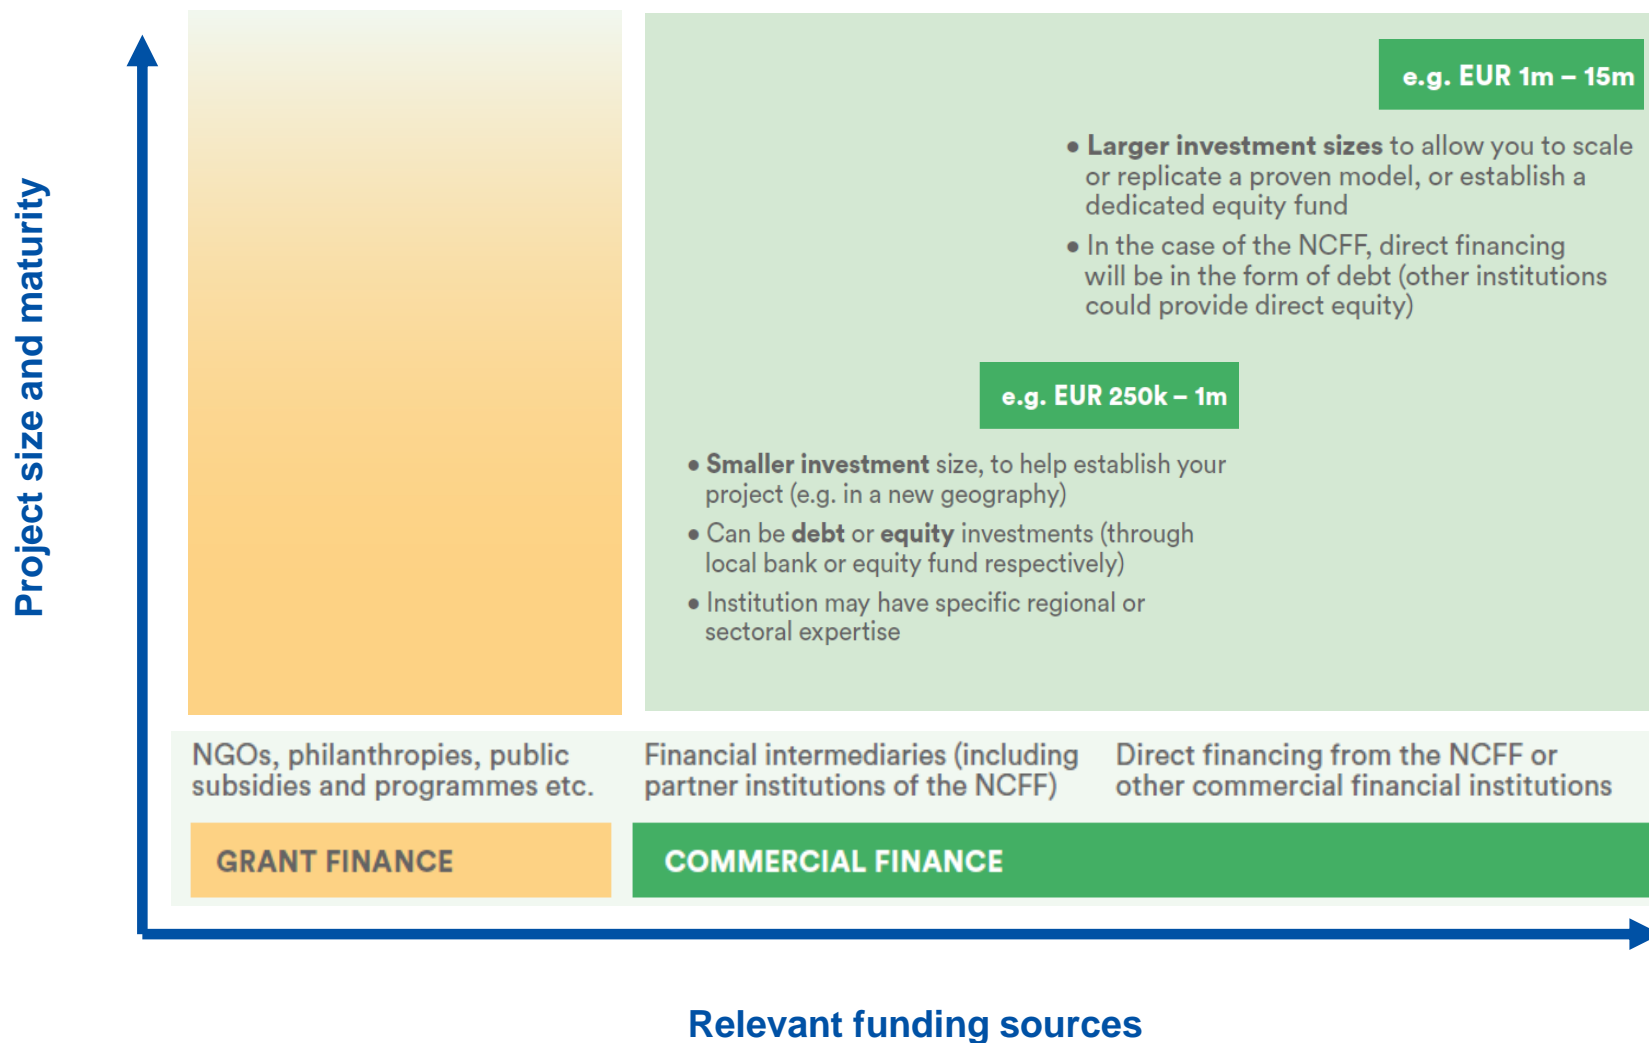 Project size and maturity
e.g. EUR 1m – 15m
• Larger investment sizes to allow you to scale
or replicate a proven model, or establish a
dedicated equity fund
• In the case of the NCFF, direct financing
will be in the form of debt (other institutions
could provide direct equity)
e.g. EUR 250k – 1m
• Smaller investment size, to help establish your
project (e.g. in a new geography)
• Can be debt or equity investments (through
local bank or equity fund respectively)
• Institution may have specific regional or
sectoral expertise
NGOs, philanthropies, public
subsidies and programmes etc.
Financial intermediaries (including
partner institutions of the NCFF)
Direct financing from the NCFF or
other commercial financial institutions
GRANT FINANCE
COMMERCIAL FINANCE
Relevant funding sources